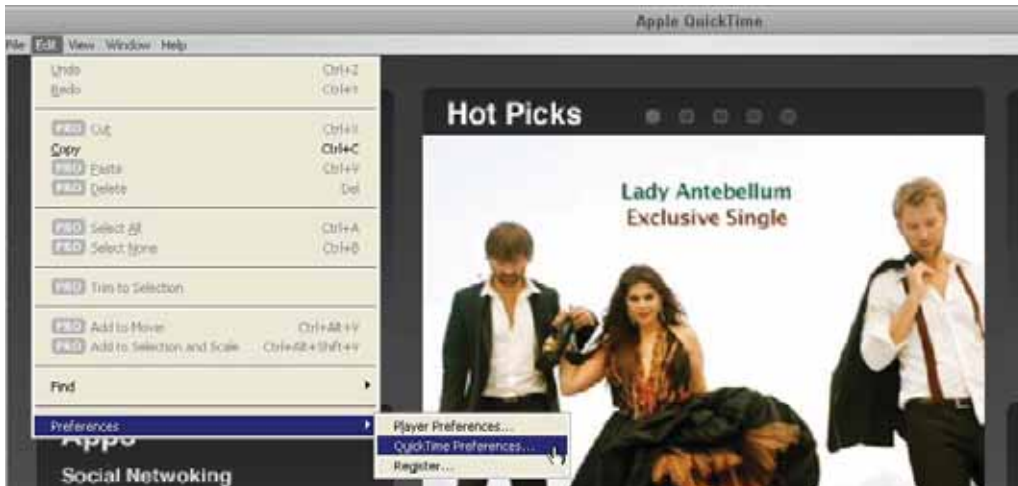 Apple QuickTime
File Edit View Window Help
Undo Ctrl+Z
Redo Ctrl+Y
PRO Cut Ctrl+X
Copy Ctrl+C
PRO Paste Ctrl+V
PRO Delete Del
PRO Select All Ctrl+A
PRO Select None Ctrl+B
PRO Trim to Selection
PRO Add to Movie Ctrl+Alt+V
PRO Add to Selection and Scale Ctrl+Alt+Shift+V
Find
Preferences
Player Preferences...
QuickTime Preferences...
Register...
Hot Picks
Lady Antebellum
Exclusive Single
Apps
Social Netwoking